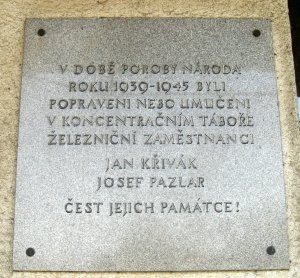 V DOBĚ POROBY NÁRODA
ROKU 1939-1945 BYLI
POPRAVENI NEBO UMUČENI
V KONCENTRAČNÍM TÁBOŘE
ŽELEZNIČNÍ ZAMĚSTNANCI
JAN KŘIVÁK
JOSEF PAZLAR
ČEST JEJICH PAMÁTCE!